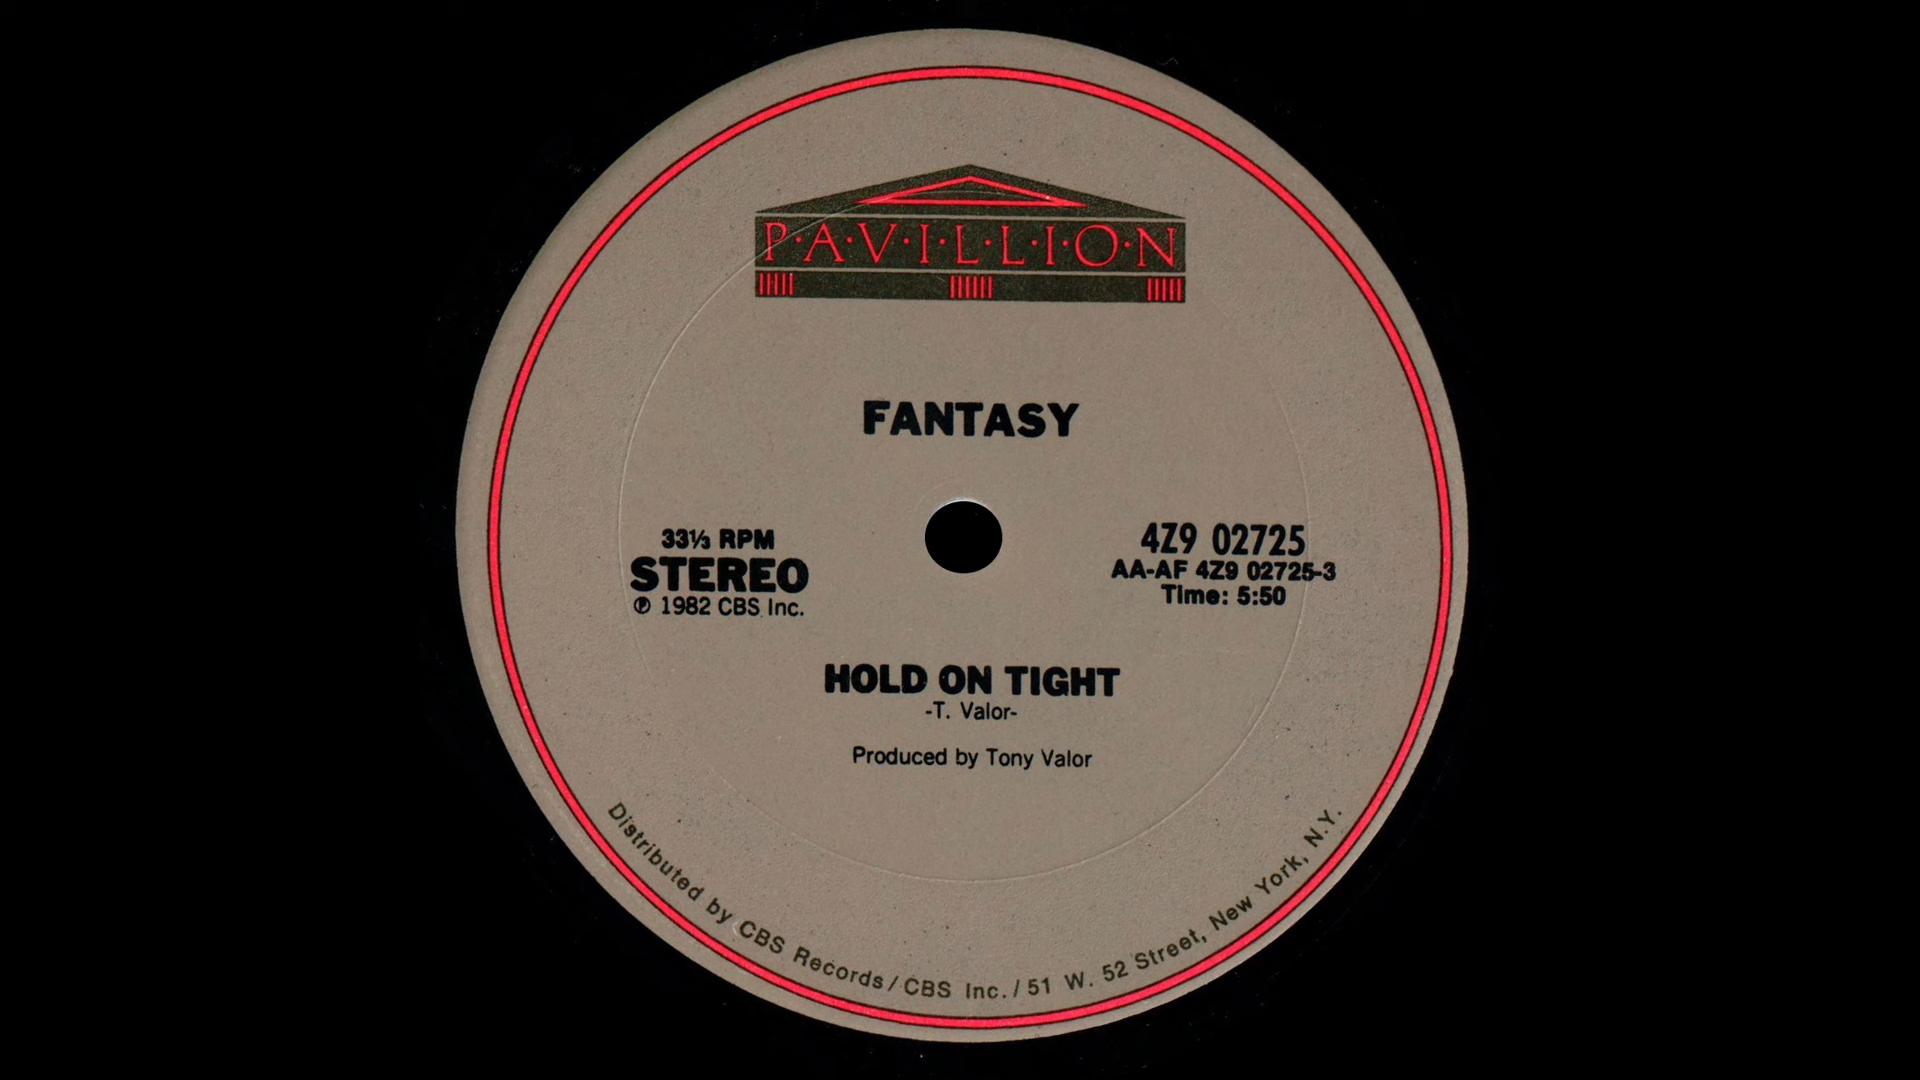 P·A·V·I·L·L·I·O·N
FANTASY
33⅓ RPM
STEREO
℗ 1982 CBS Inc.
4Z9 02725
AA-AF 4Z9 02725-3
Time: 5:50
HOLD ON TIGHT
-T. Valor-
Produced by Tony Valor
Distributed by CBS Records / CBS Inc. / 51 W. 52 Street, New York, N.Y.